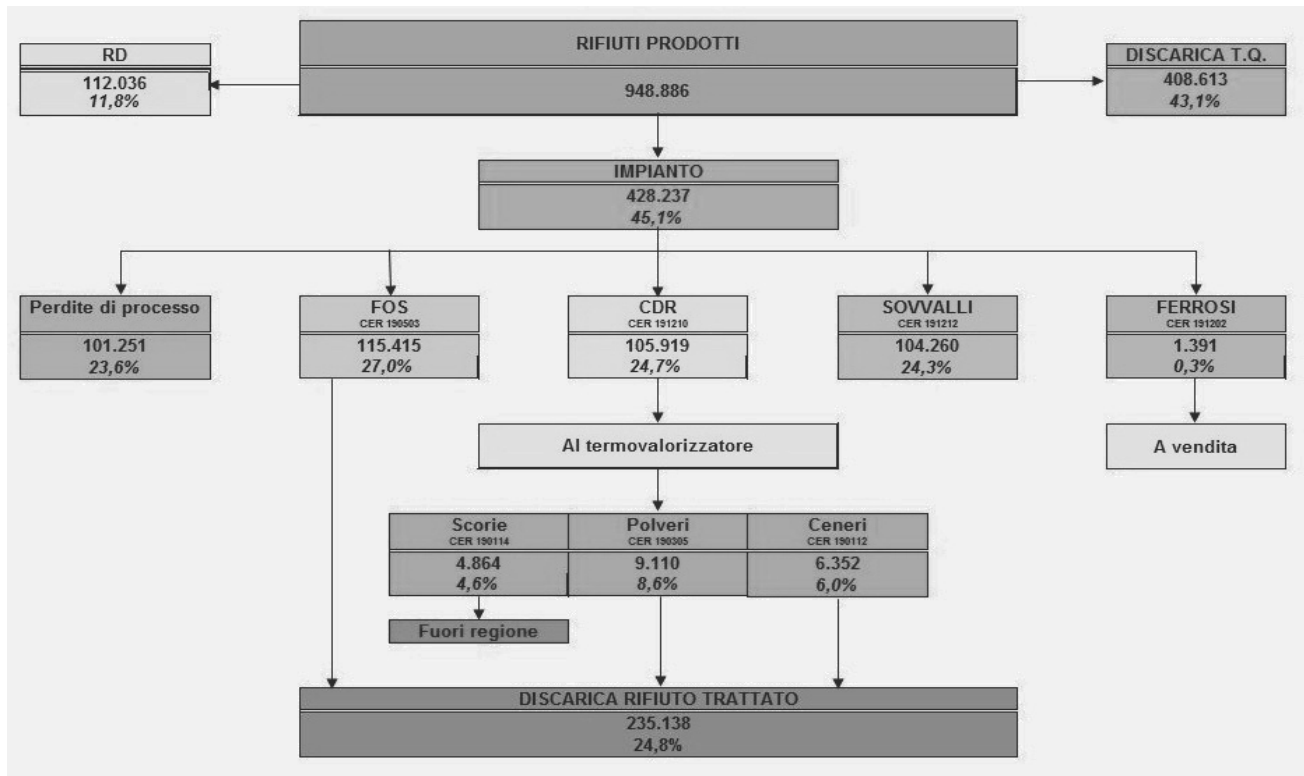 RIFIUTI PRODOTTI
948.886
RD
112.036
11,8%
DISCARICA T.Q.
408.613
43,1%
IMPIANTO
428.237
45,1%
Perdite di processo
101.251
23,6%
FOS
CER 190503
115.415
27,0%
CDR
CER 191210
105.919
24,7%
SOVVALLI
CER 191212
104.260
24,3%
FERROSI
CER 191202
1.391
0,3%
Al termovalorizzatore
A vendita
Scorie
CER 190114
4.864
4,6%
Polveri
CER 190305
9.110
8,6%
Ceneri
CER 190112
6.352
6,0%
Fuori regione
DISCARICA RIFIUTO TRATTATO
235.138
24,8%